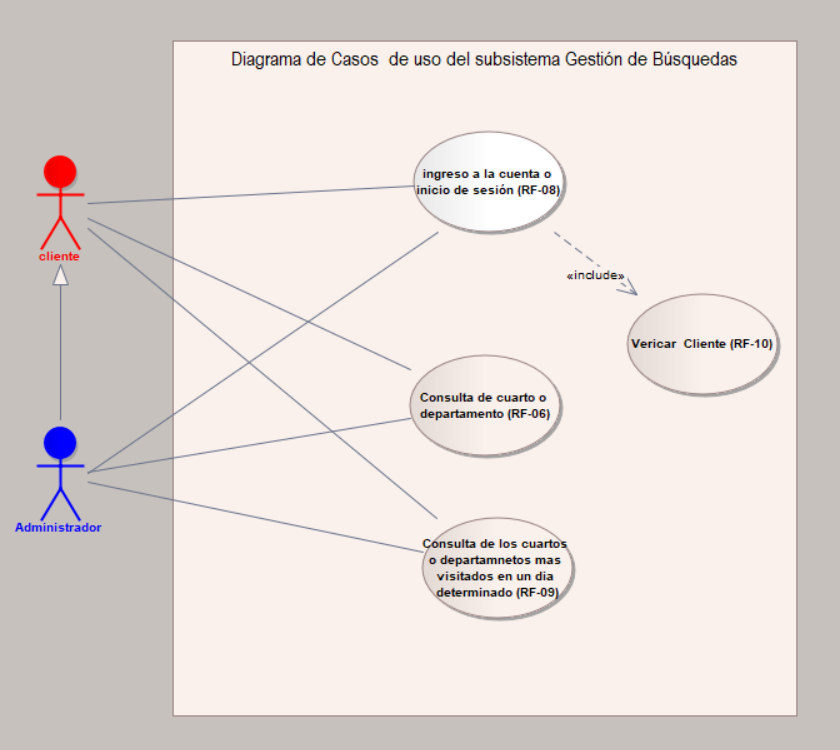 Diagrama de Casos  de uso del subsistema Gestión de Búsquedas
ingreso a la cuenta o
inicio de sesión (RF-08)
cliente
«include»
Vericar  Cliente (RF-10)
Consulta de cuarto o
departamento (RF-06)
Administrador
Consulta de los cuartos
o departamnetos mas
visitados en un dia
determinado (RF-09)